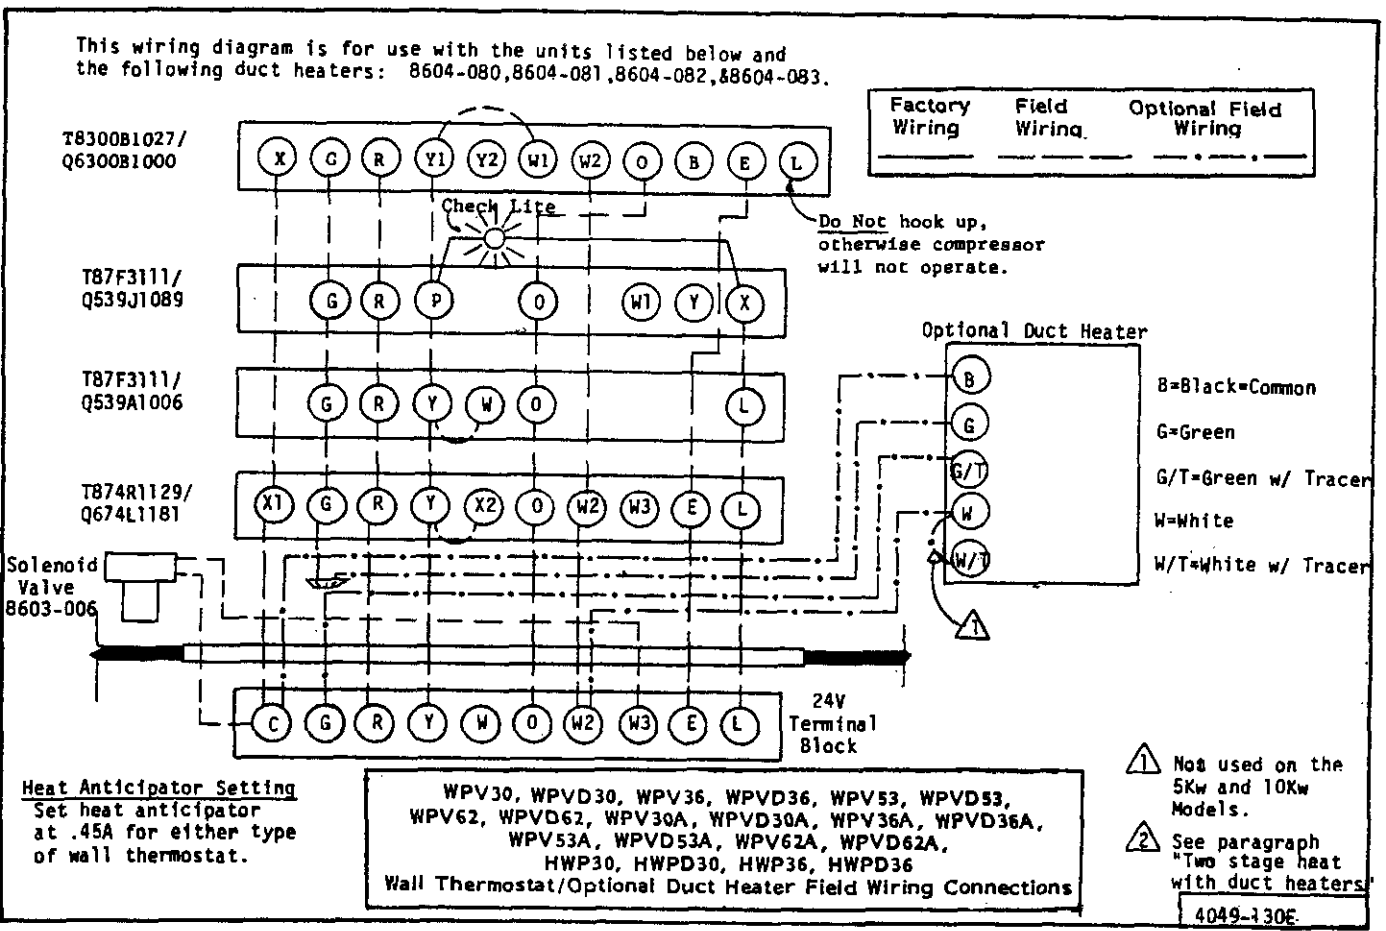 This wiring diagram is for use with the units listed below and
the following duct heaters: 8604-080,8604-081,8604-082,&8604-083.
Factory Wiring
Field Wiring
Optional Field Wiring
T8300B1027/
Q6300B1000
X G R Y1 Y2 W1 W2 O B E L
Check Lite
Do Not hook up,
otherwise compressor
will not operate.
T87F3111/
Q539J1089
G R P O W1 Y X
T87F3111/
Q539A1006
G R Y W O L
T874R1129/
Q674L1181
X1 G R Y X2 O W2 W3 E L
Optional Duct Heater
B
G
G/T
W
W/T
B=Black=Common
G=Green
G/T=Green w/ Tracer
W=White
W/T=White w/ Tracer
1
Solenoid
Valve
8603-006
C G R Y W O W2 W3 E L
24V
Terminal
Block
Heat Anticipator Setting
Set heat anticipator
at .45A for either type
of wall thermostat.
WPV30, WPVD30, WPV36, WPVD36, WPV53, WPVD53,
WPV62, WPVD62, WPV30A, WPVD30A, WPV36A, WPVD36A,
WPV53A, WPVD53A, WPV62A, WPVD62A,
HWP30, HWPD30, HWP36, HWPD36
Wall Thermostat/Optional Duct Heater Field Wiring Connections
1 Not used on the
5Kw and 10Kw
Models.
2 See paragraph
"Two stage heat
with duct heaters"
4049-130E